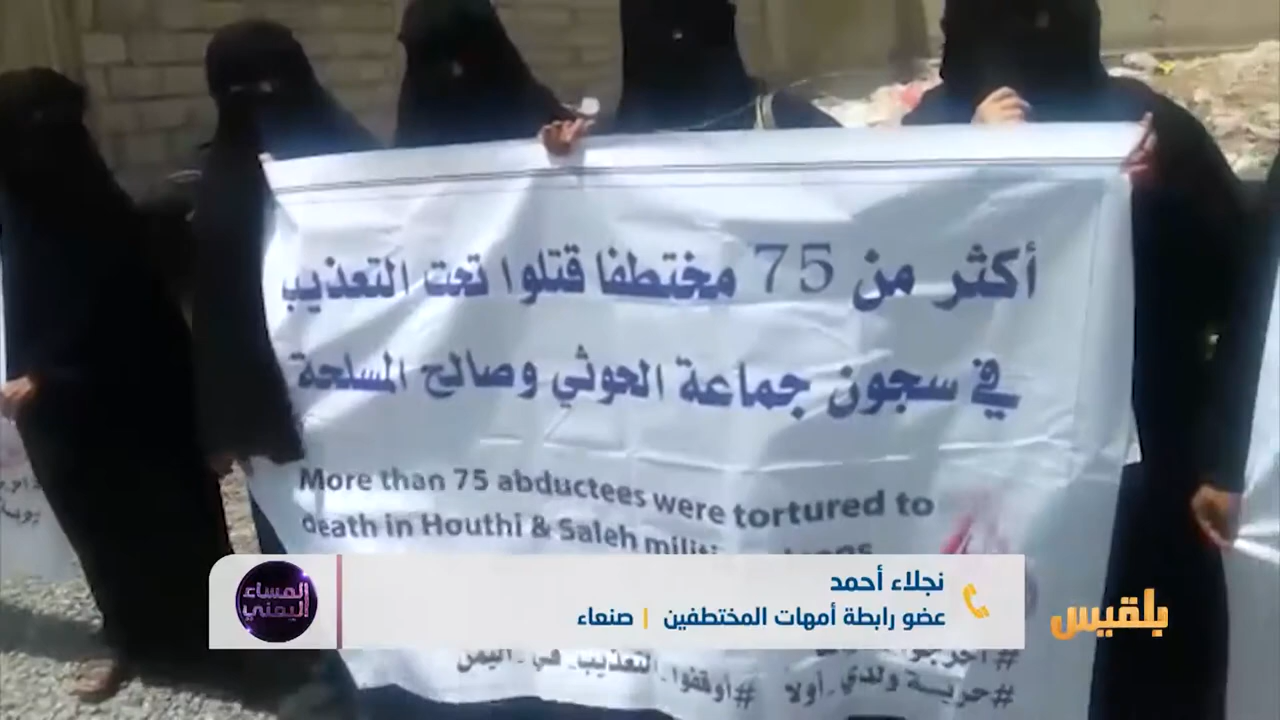 أكثر من 75 مختطفا قتلوا تحت التعذيب
في سجون جماعة الحوثي وصالح المسلحة
More than 75 abductees were tortured to
death in Houthi & Saleh
نجلاء أحمد
عضو رابطة أمهات المختطفين | صنعاء
المساء
اليمني
بلقيس
#حرية_ولدي_أولا #أوقفوا_التعذيب_في_اليمن